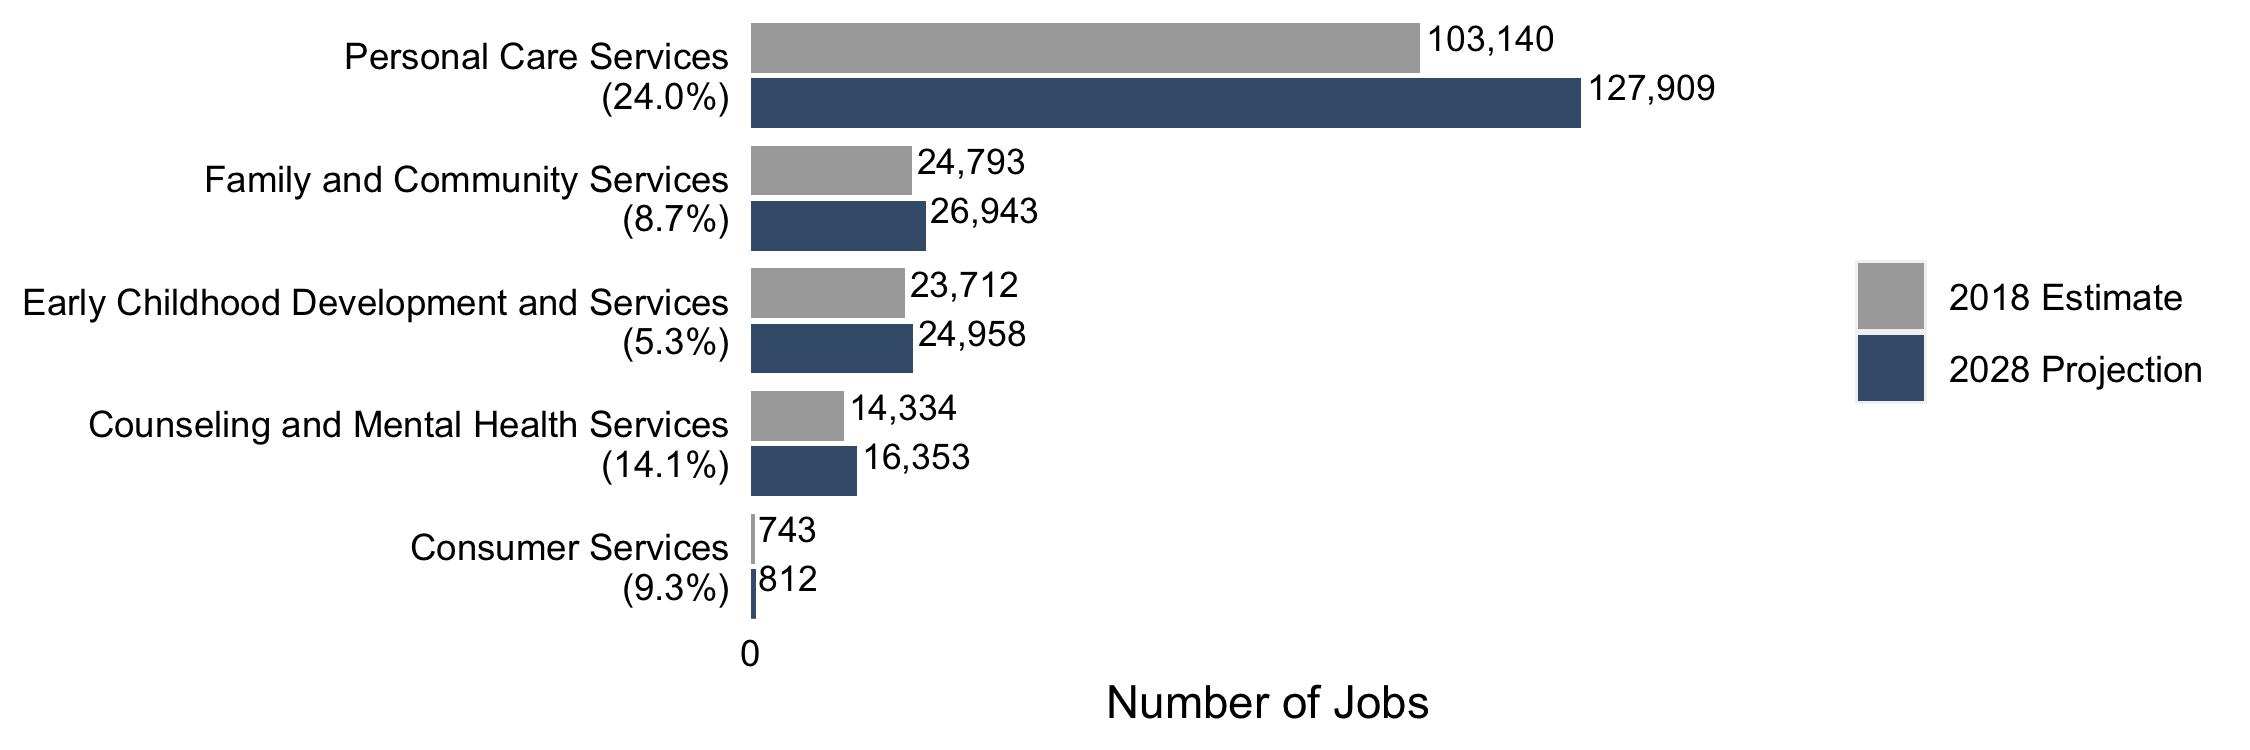 Personal Care Services
(24.0%)
103,140
127,909
Family and Community Services
(8.7%)
24,793
26,943
Early Childhood Development and Services
(5.3%)
23,712
24,958
Counseling and Mental Health Services
(14.1%)
14,334
16,353
Consumer Services
(9.3%)
743
812
0
Number of Jobs
2018 Estimate
2028 Projection